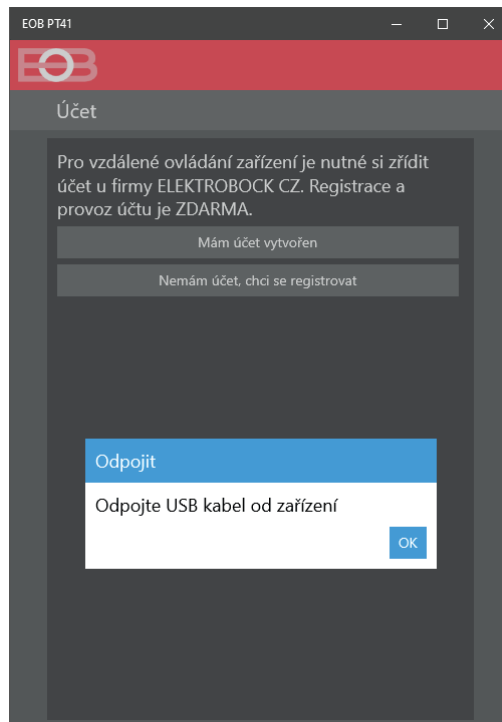 EOB PT41
EOB
Účet
Pro vzdálené ovládání zařízení je nutné si zřídit
účet u firmy ELEKTROBOCK CZ. Registrace a
provoz účtu je ZDARMA.
Mám účet vytvořen
Nemám účet, chci se registrovat
Odpojit
Odpojte USB kabel od zařízení
OK